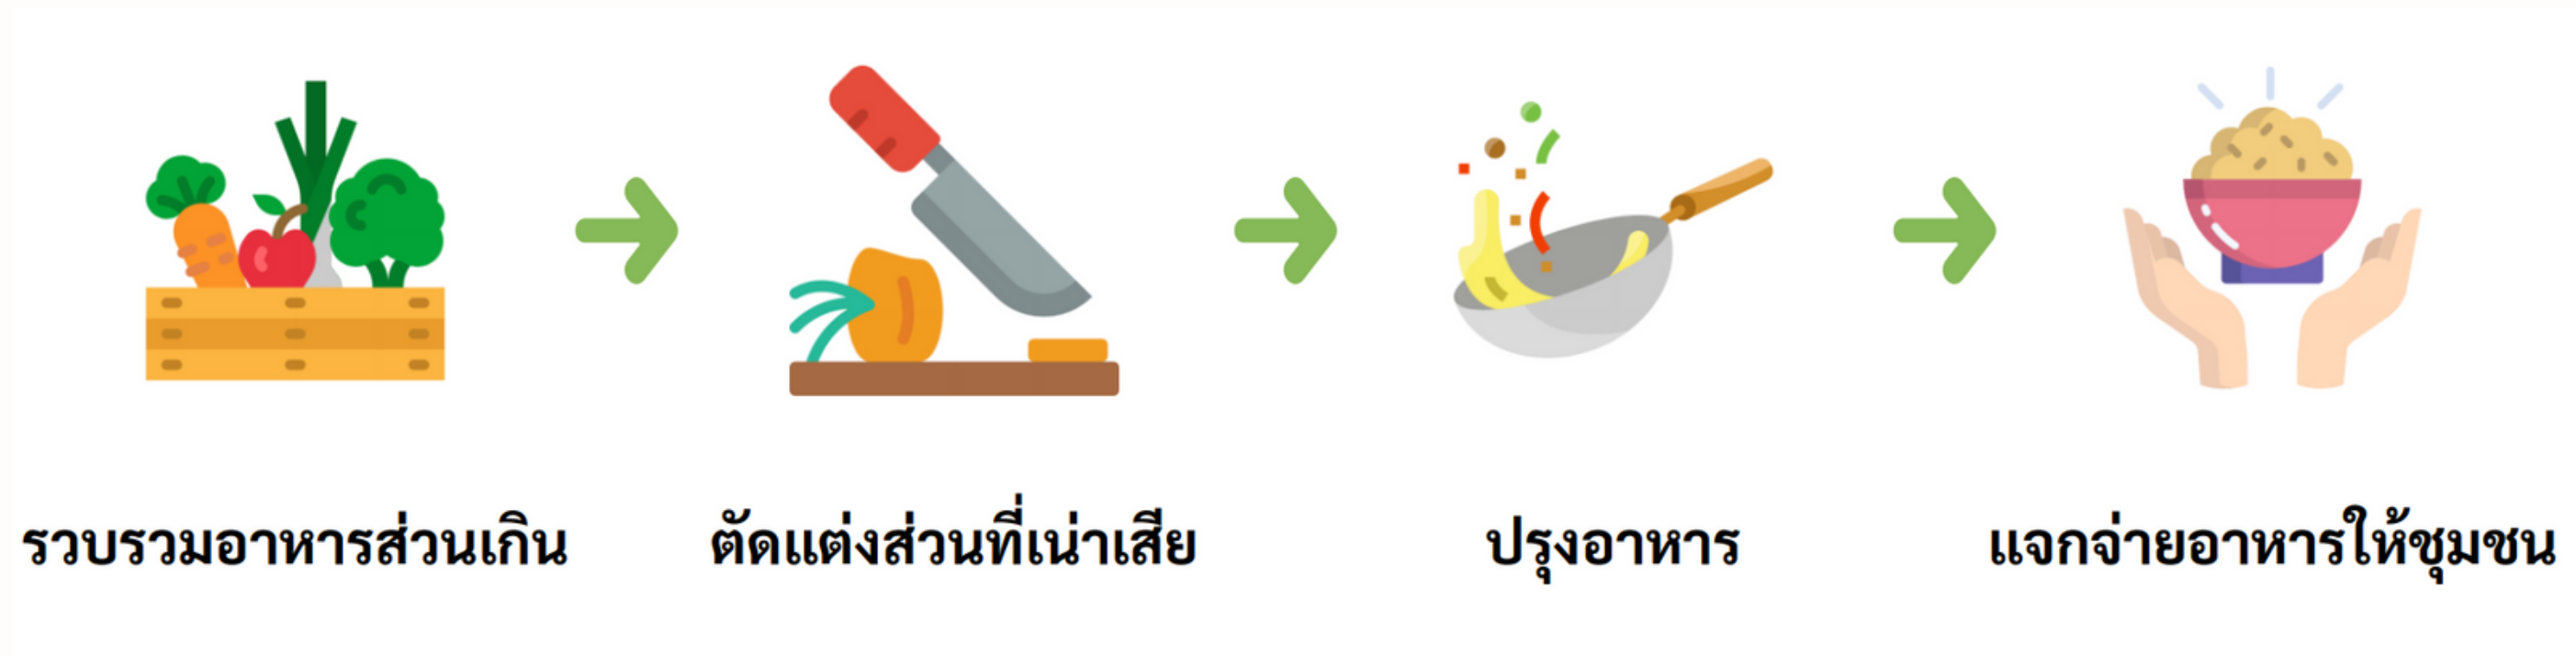 รวบรวมอาหารส่วนเกิน
ตัดแต่งส่วนที่เน่าเสีย
ปรุงอาหาร
แจกจ่ายอาหารให้ชุมชน